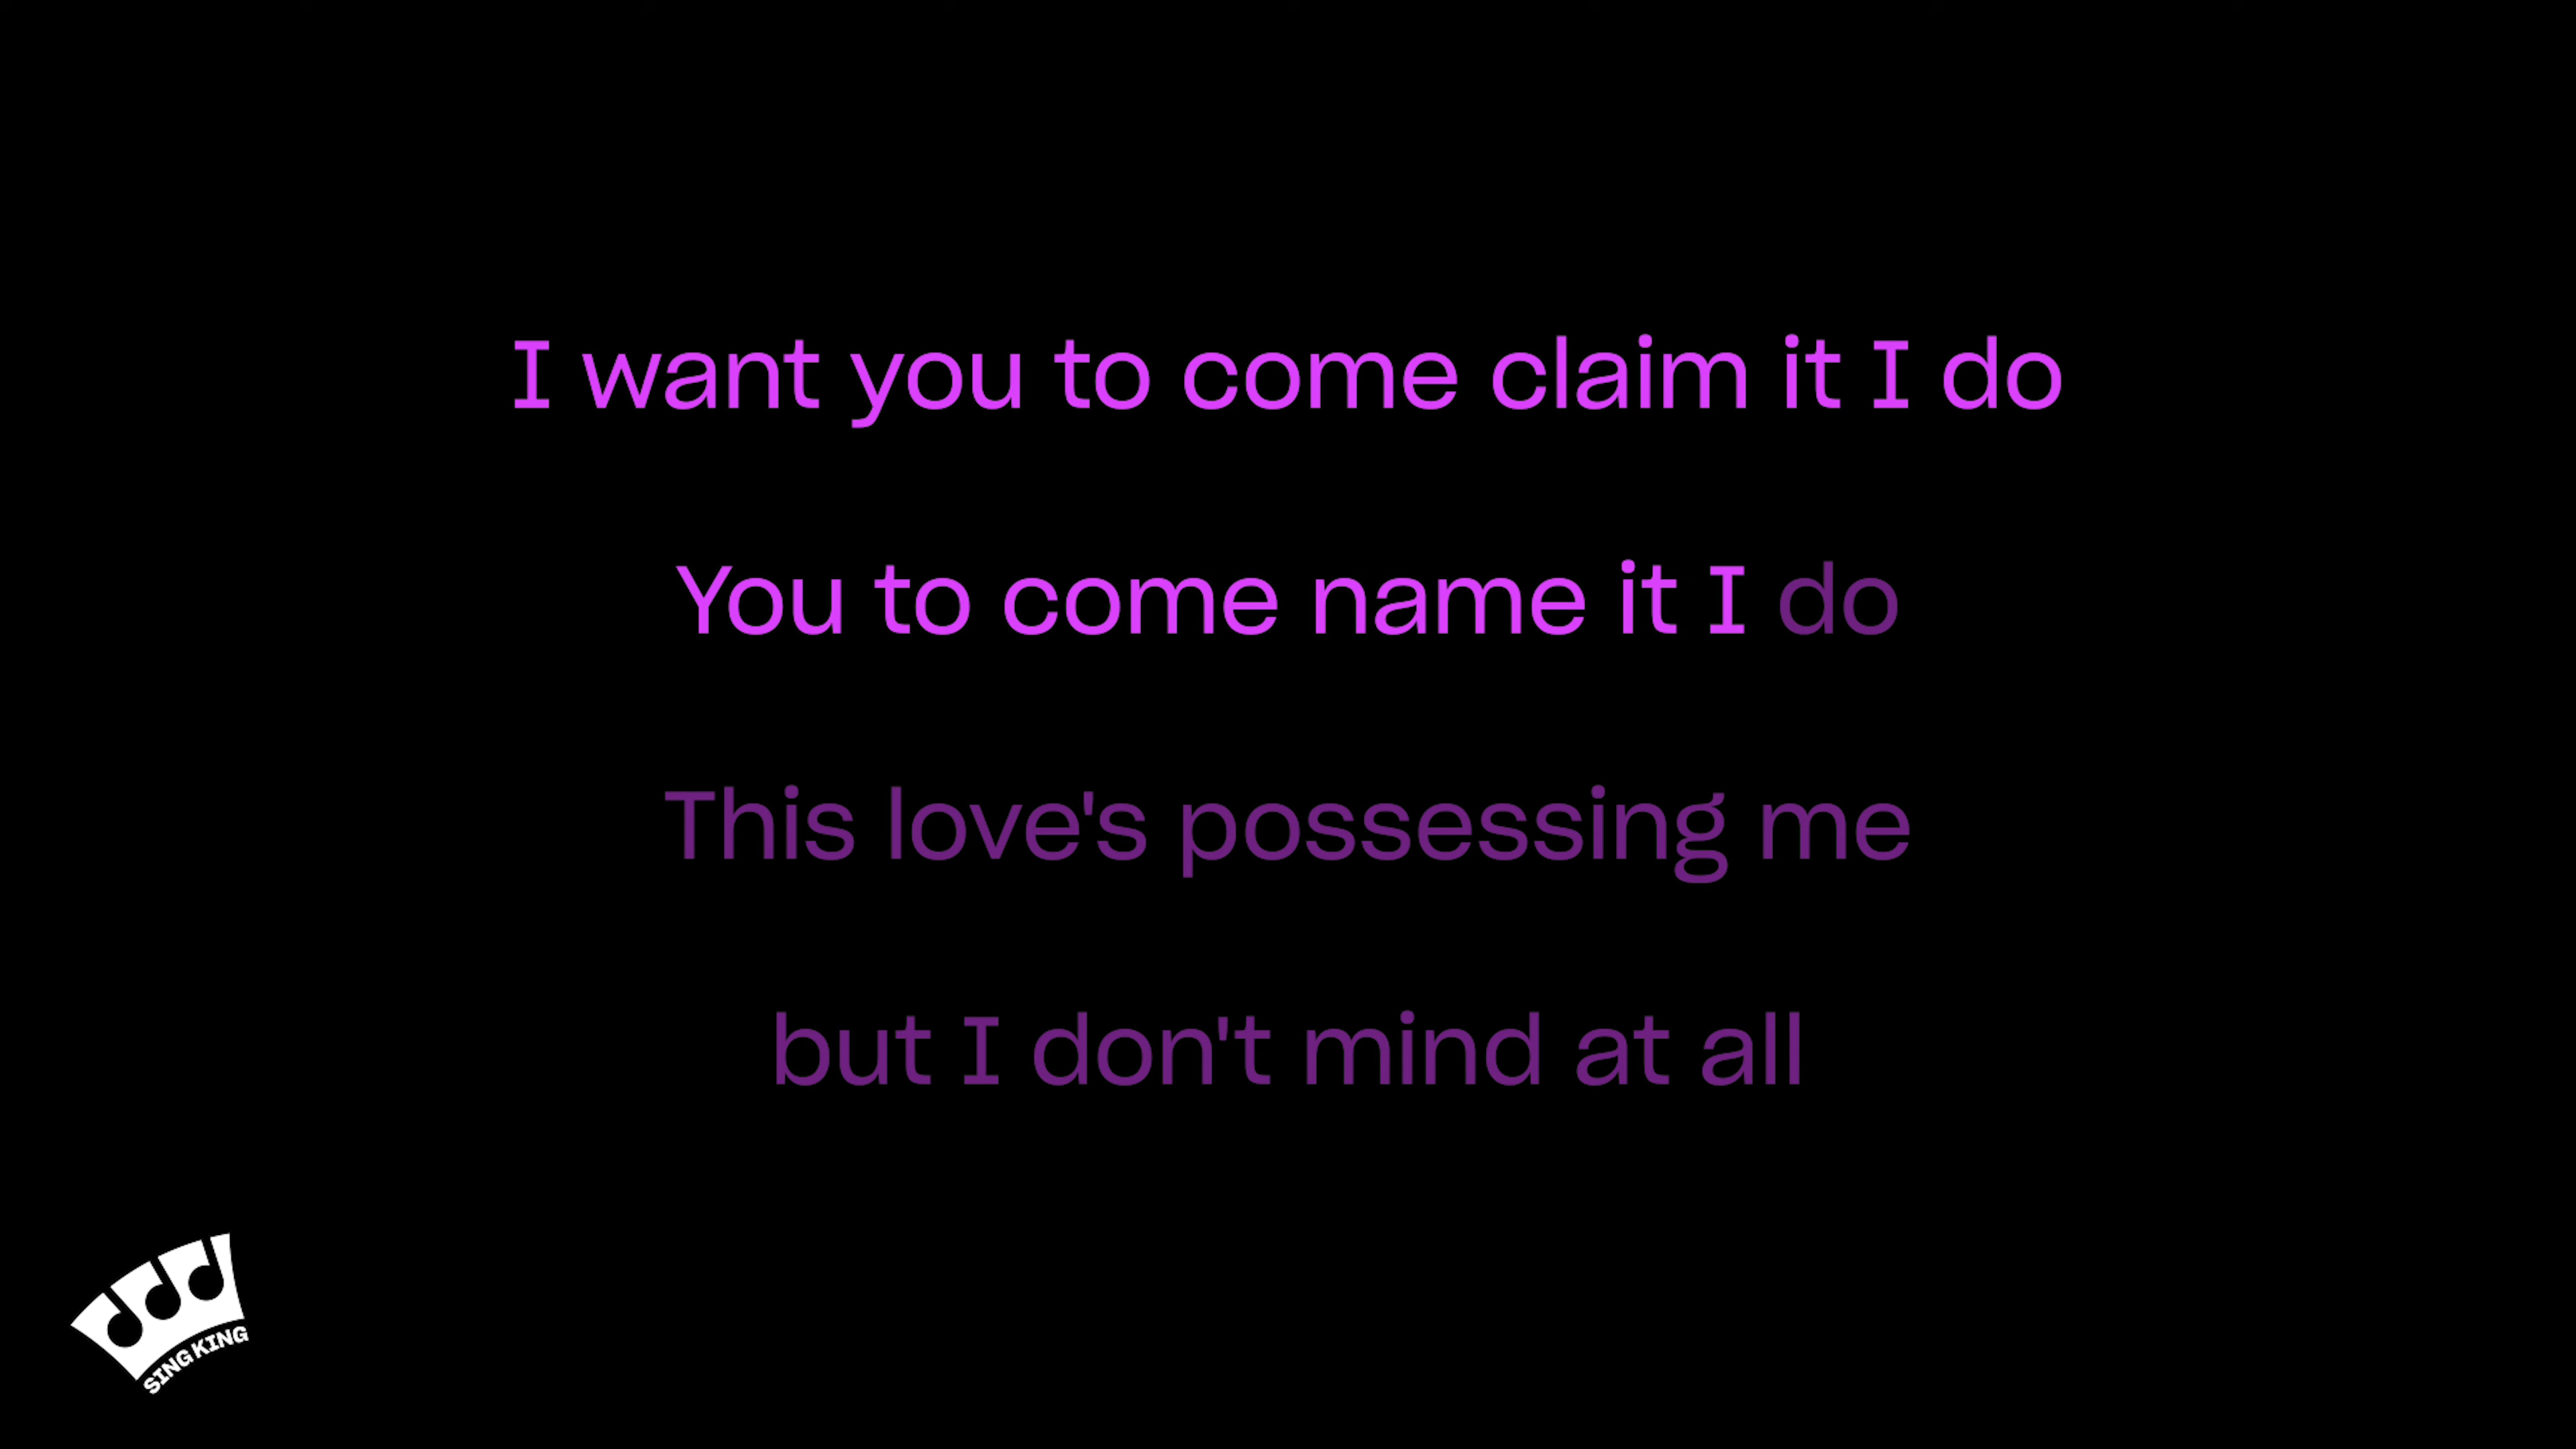 I want you to come claim it I do
You to come name it I do
This love's possessing me
but I don't mind at all
SING KING